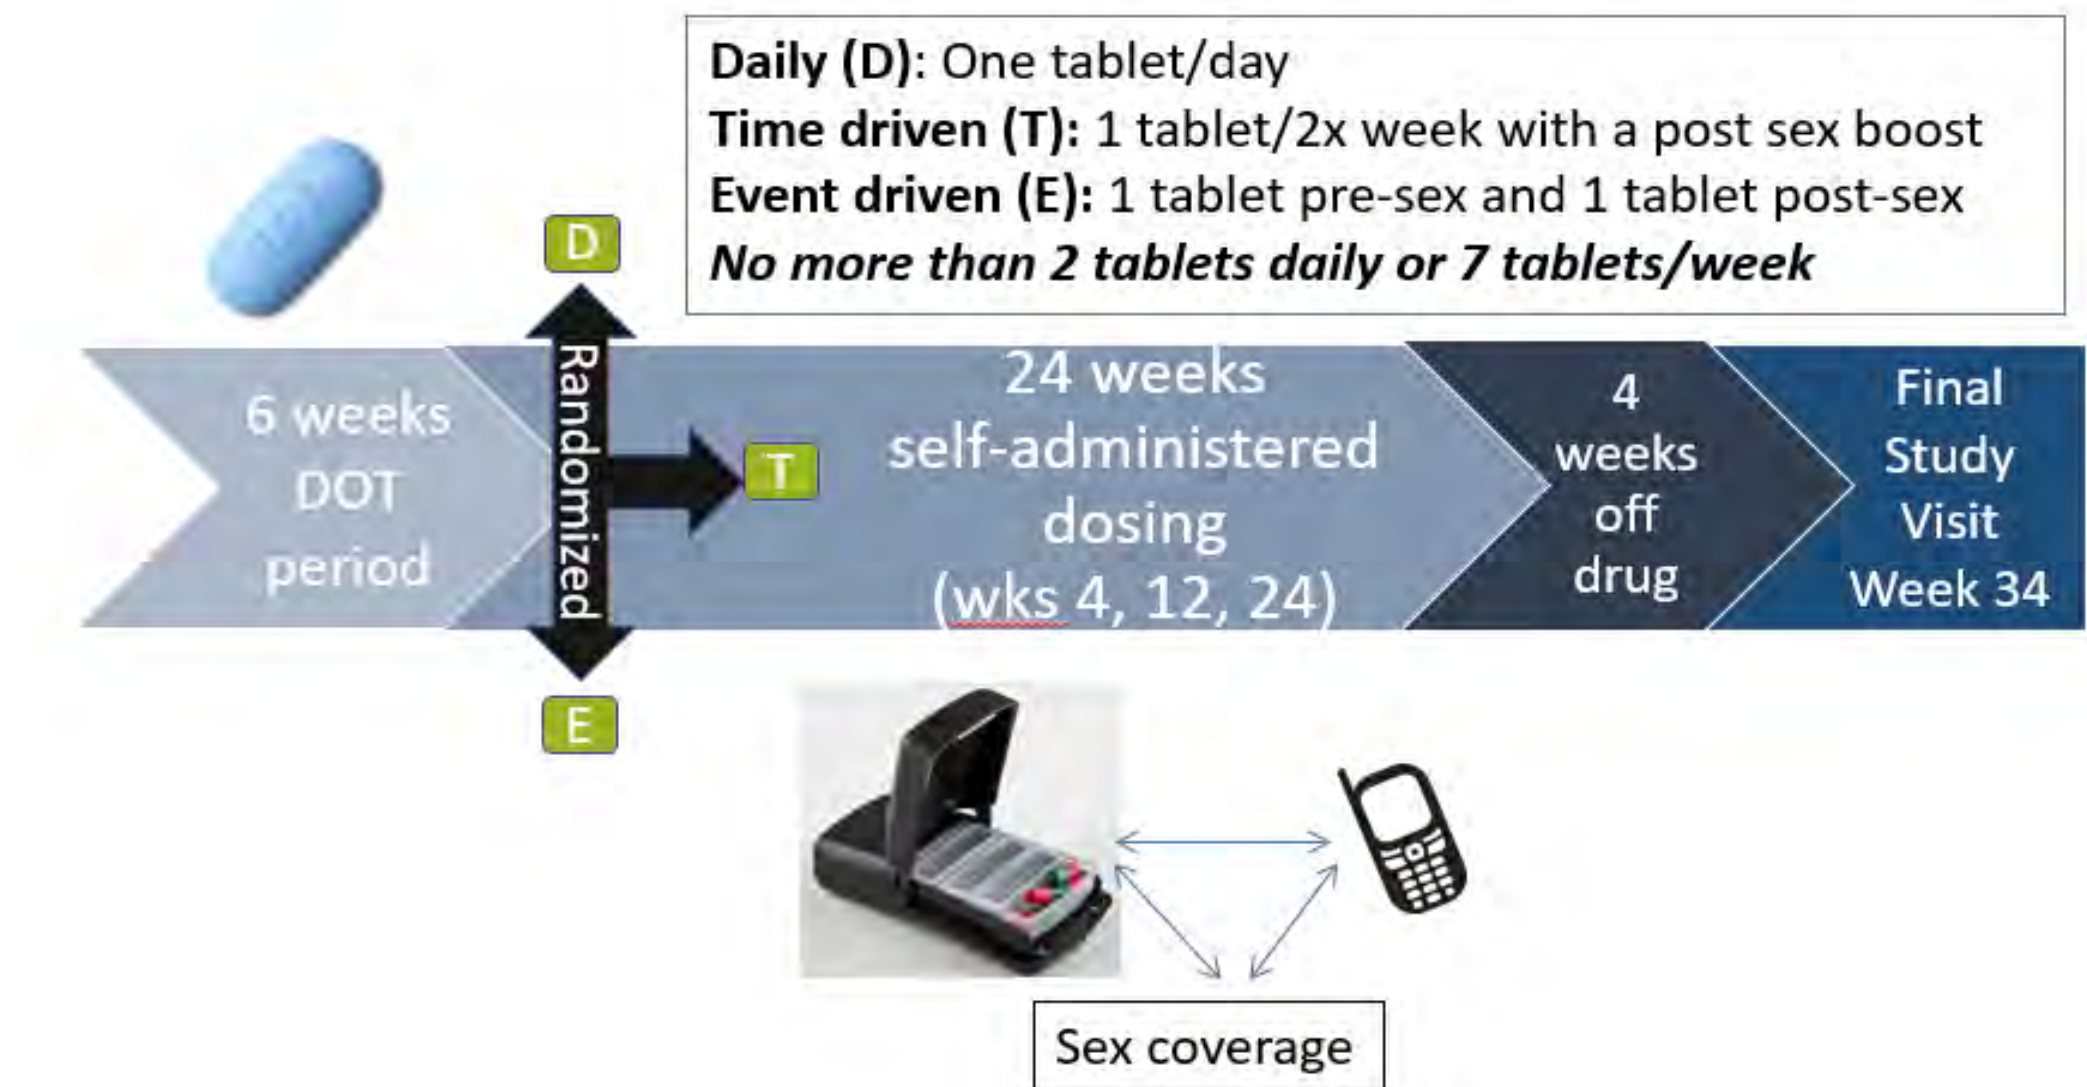 Daily (D): One tablet/day
Time driven (T): 1 tablet/2x week with a post sex boost
Event driven (E): 1 tablet pre-sex and 1 tablet post-sex
No more than 2 tablets daily or 7 tablets/week
D
6 weeks
DOT
period
Randomized
T
24 weeks
self-administered
dosing
(wks 4, 12, 24)
4
weeks
off
drug
Final
Study
Visit
Week 34
E
Sex coverage